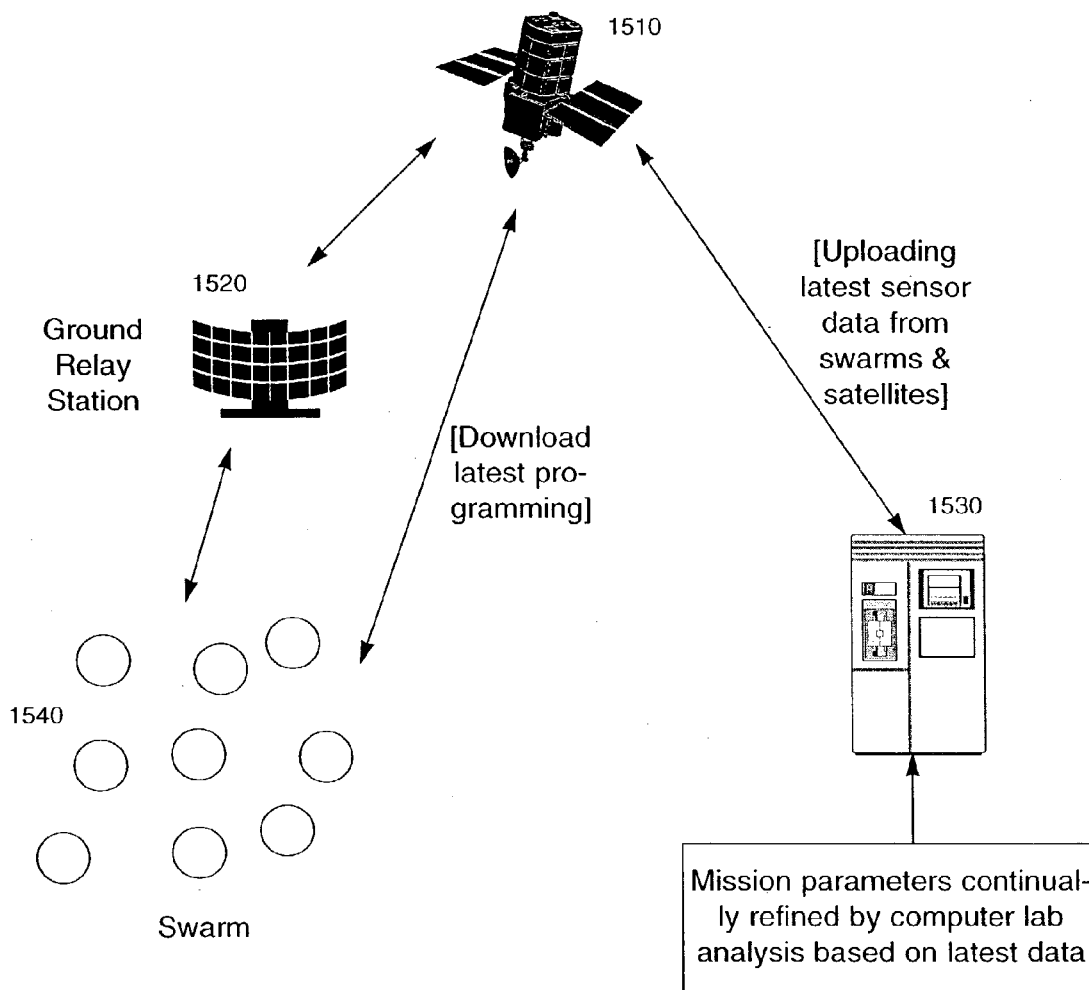 1510
1520
Ground
Relay
Station
[Uploading
latest sensor
data from
swarms &
satellites]
[Download
latest pro-
gramming]
1530
1540
Swarm
Mission parameters continual-
ly refined by computer lab
analysis based on latest data